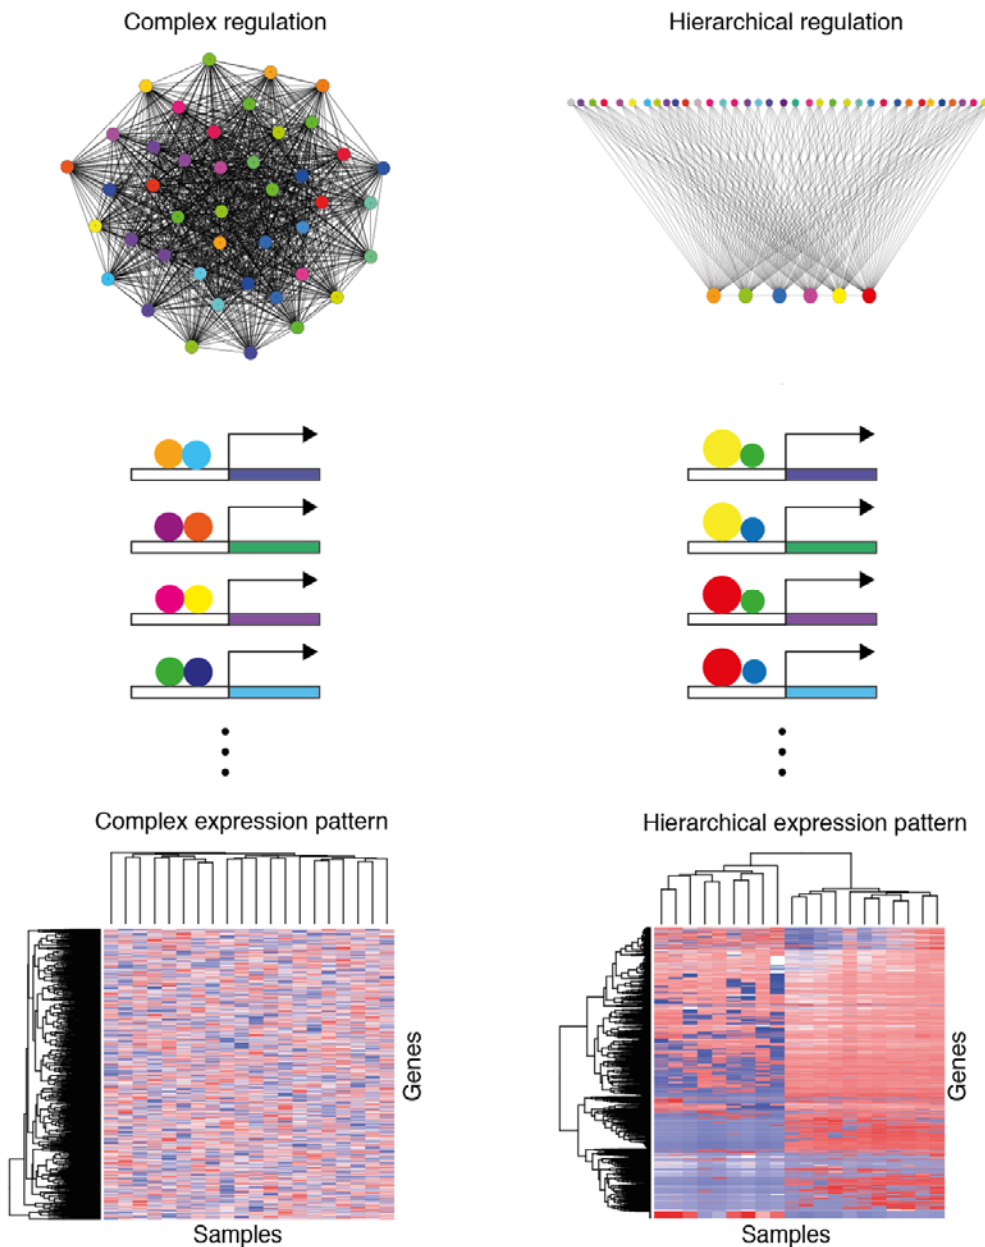 Complex regulation
Hierarchical regulation
Complex expression pattern
Hierarchical expression pattern
Genes
Genes
Samples
Samples